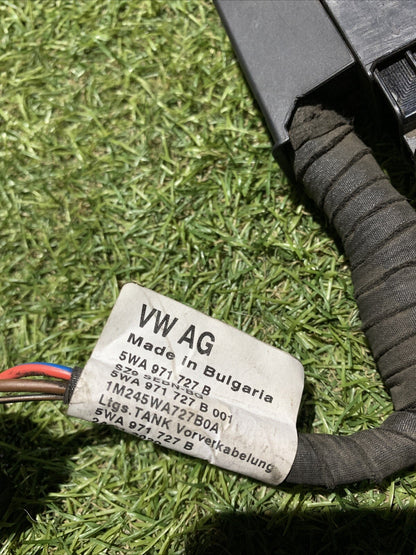 VW AG
Made in Bulgaria
5WA 971 727 B
5WA 971 727 B 001
1M245WA727B0A
Ltgs.TANK Vorverkabelung
5WA 971 727 B